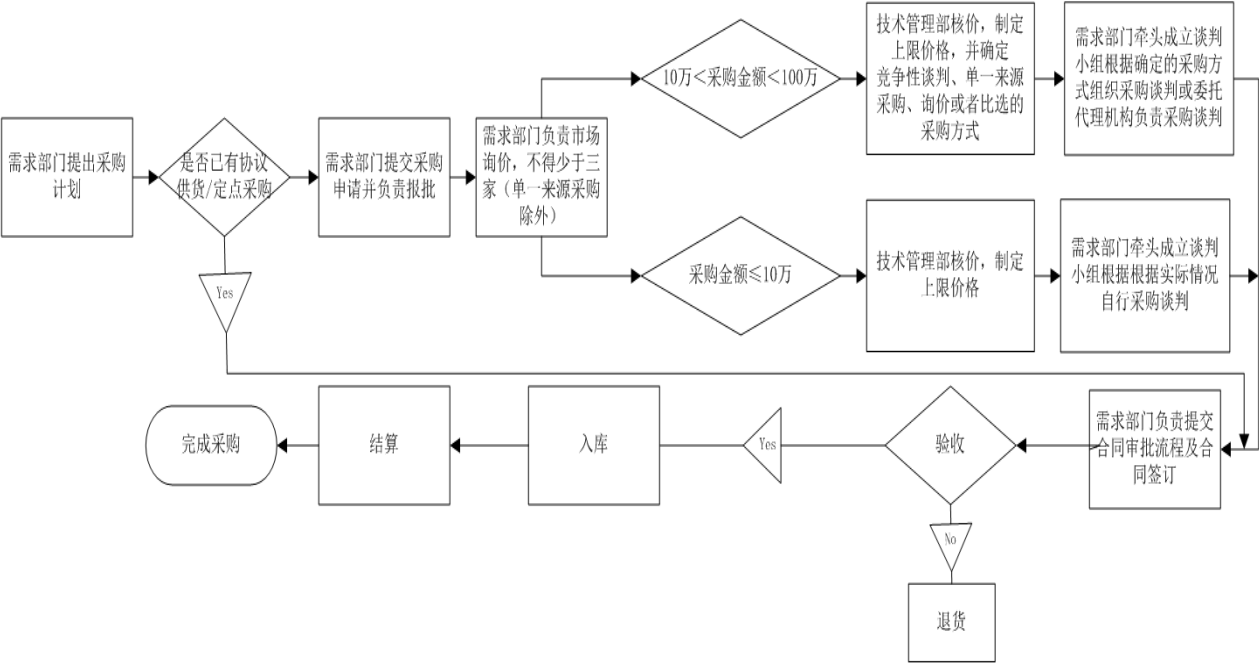 需求部门提出采购
计划
是否已有协议
供货/定点采购
Yes
需求部门提交采购
申请并负责报批
需求部门负责市场
询价，不得少于三
家（单一来源采购
除外）
10万＜采购金额＜100万
技术管理部核价，制定
上限价格，并确定
竞争性谈判、单一来源
采购、询价或者比选的
采购方式
需求部门牵头成立谈判
小组根据确定的采购方
式组织采购谈判或委托
代理机构负责采购谈判
采购金额≤10万
技术管理部核价，制定
上限价格
需求部门牵头成立谈判
小组根据根据实际情况
自行采购谈判
需求部门负责提交
合同审批流程及合
同签订
验收
Yes
入库
结算
完成采购
No
退货